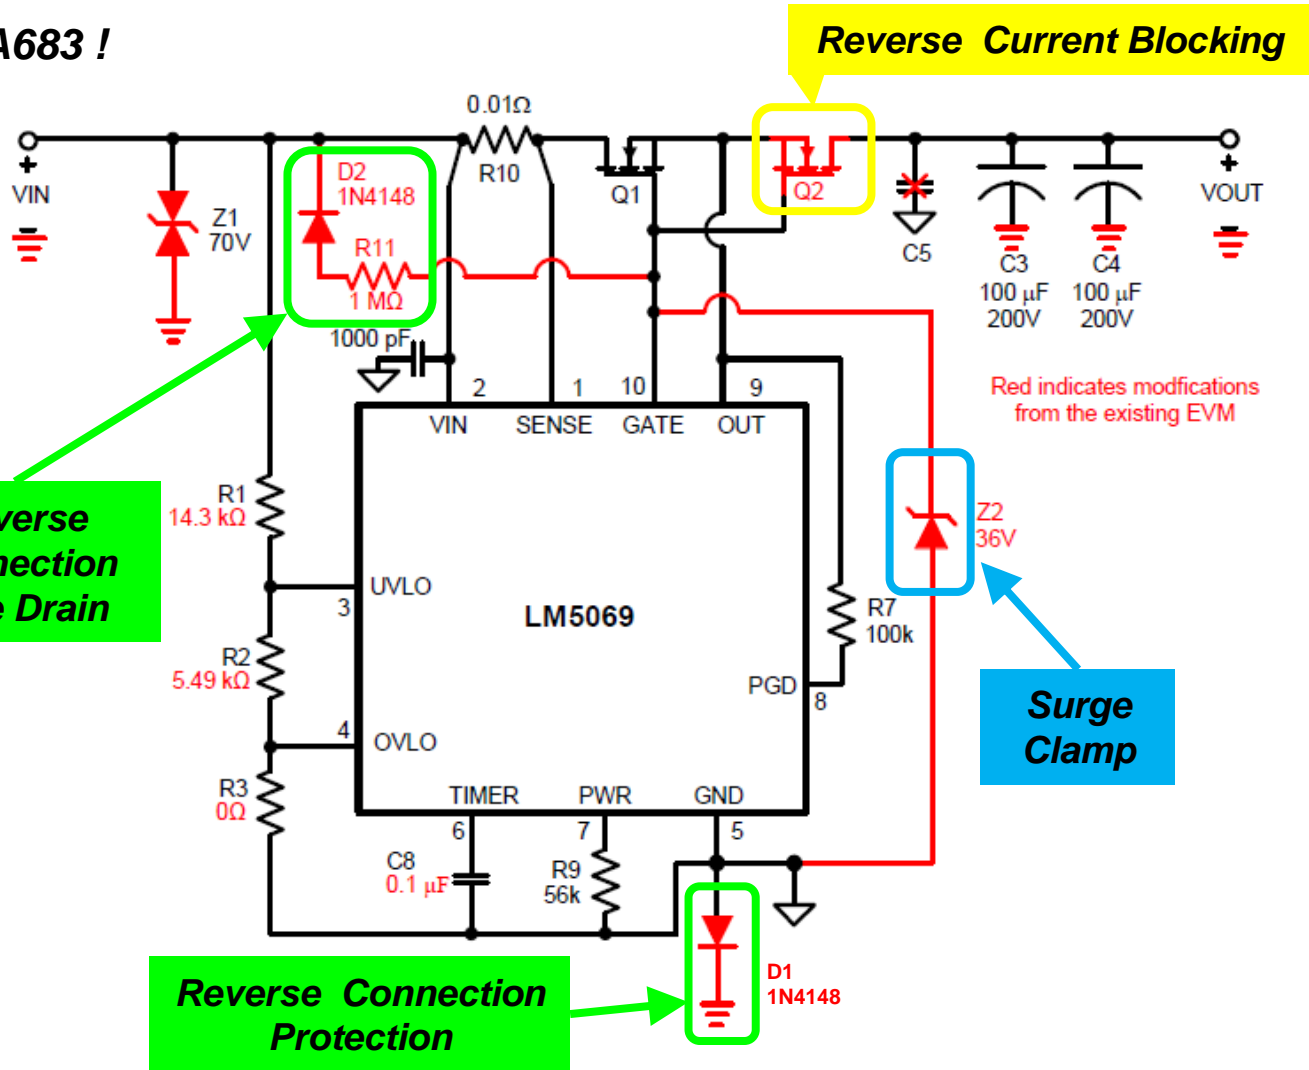 A683 !
Reverse Current Blocking
0.01Ω
R10
Q1
Q2
+
VIN
Z1
70V
D2
1N4148
R11
1 MΩ
1000 pF
C5
C3
100 µF
200V
C4
100 µF
200V
+
VOUT
Red indicates modfications
from the existing EVM
2
1
10
9
VIN
SENSE
GATE
OUT
R1
14.3 kΩ
verse
nection
e Drain
UVLO
3
LM5069
Z2
36V
R7
100k
R2
5.49 kΩ
PGD
8
4
OVLO
Surge
Clamp
R3
0Ω
TIMER
PWR
GND
6
7
5
C8
0.1 µF
R9
56k
D1
1N4148
Reverse Connection
Protection